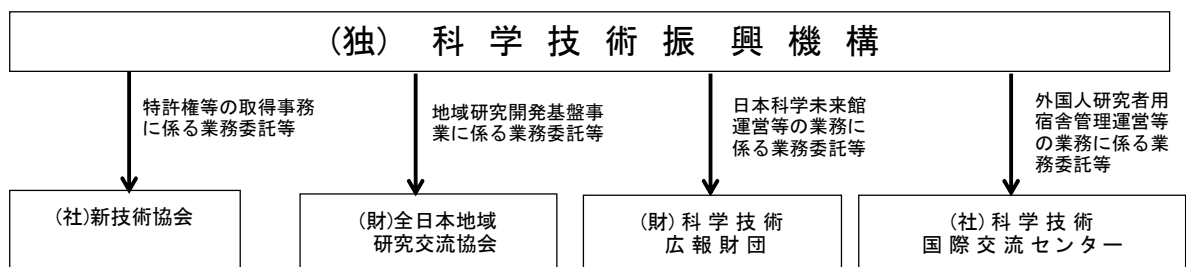 (独) 科 学 技 術 振 興 機 構
特許権等の取得事務
に係る業務委託等
地域研究開発基盤事
業に係る業務委託等
日本科学未来館
運営等の業務に
係る業務委託等
外国人研究者用
宿舎管理運営等
の業務に係る業
務委託等
(社)新技術協会
(財)全日本地域
研究交流協会
(財) 科 学 技 術
広 報 財 団
(社) 科 学 技 術
国 際 交 流 セ ン タ ー